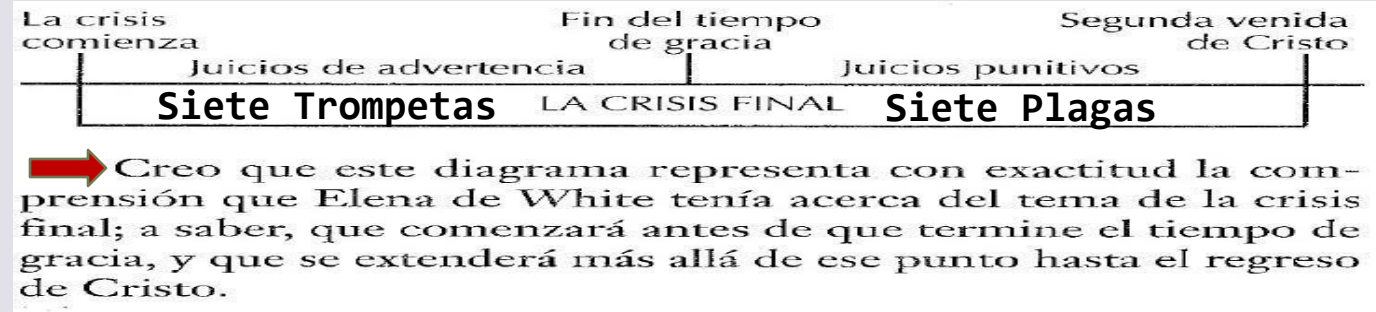 La crisis comienza
Fin del tiempo de gracia
Segunda venida de Cristo
Juicios de advertencia
Juicios punitivos
Siete Trompetas
LA CRISIS FINAL
Siete Plagas
Creo que este diagrama representa con exactitud la com-
prensión que Elena de White tenía acerca del tema de la crisis
final; a saber, que comenzará antes de que termine el tiempo de
gracia, y que se extenderá más allá de ese punto hasta el regreso
de Cristo.